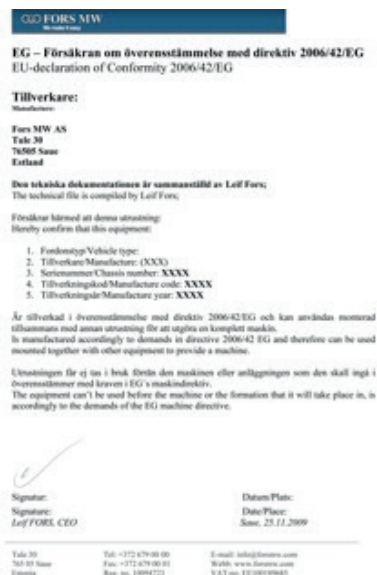 FORS MW
EG – Försäkran om överensstämmelse med direktiv 2006/42/EG
EU-declaration of Conformity 2006/42/EG
Tillverkare:
Manufacture:
Fors MW AS
Tule 30
76505 Saue
Estland
Den tekniska dokumentationen är sammanställd av Leif Fors;
The technical file is compiled by Leif Fors;
Försäkrar härmed att denna utrustning:
Hereby confirm that this equipment:
1. Fordonstyp/Vehicle type:
2. Tillverkare/Manufacture: (XXX)
3. Serienummer/Chassis number: XXXX
4. Tillverkningskod/Manufacture code: XXXX
5. Tillverkningsår/Manufacture year: XXXX
Är tillverkad i överensstämmelse med direktiv 2006/42/EG och kan användas monterad
tillsammans med annan utrustning för att utgöra en komplett maskin.
Is manufactured accordingly to demands in directive 2006/42 EG and therefore can be used
mounted together with other equipment to provide a machine.
Utrustningen får ej tas i bruk förrän den maskinen eller anläggningen som den skall ingå i
överensstämmer med kraven i EG´s maskindirektiv.
The equipment can't be used before the machine or the formation that it will take place in, is
accordingly to the demands of the EG machine directive.
Signatur: Datum/Plats:
Signature: Date/Place:
Leif FORS, CEO Saue, 25.11.2009
Tule 30 Tel: +372 679 00 00 E-mail: info@forsmw.com
765 05 Saue Fax: +372 679 00 01 Webb: www.forsmw.com
Estonia Reg. no. VAT no.